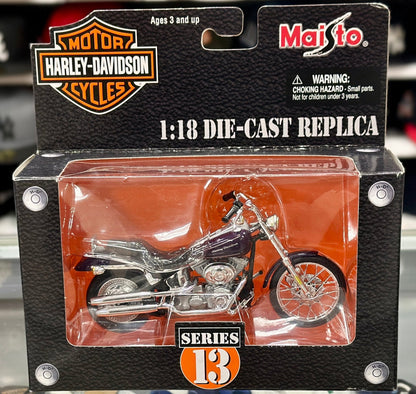 Ages 3 and up
MOTOR
HARLEY-DAVIDSON
CYCLES
Maisto
WARNING:
CHOKING HAZARD - Small parts.
Not for children under 3 years.
1:18 DIE-CAST REPLICA
H-D
H-D
H-D
H-D
SERIES
13